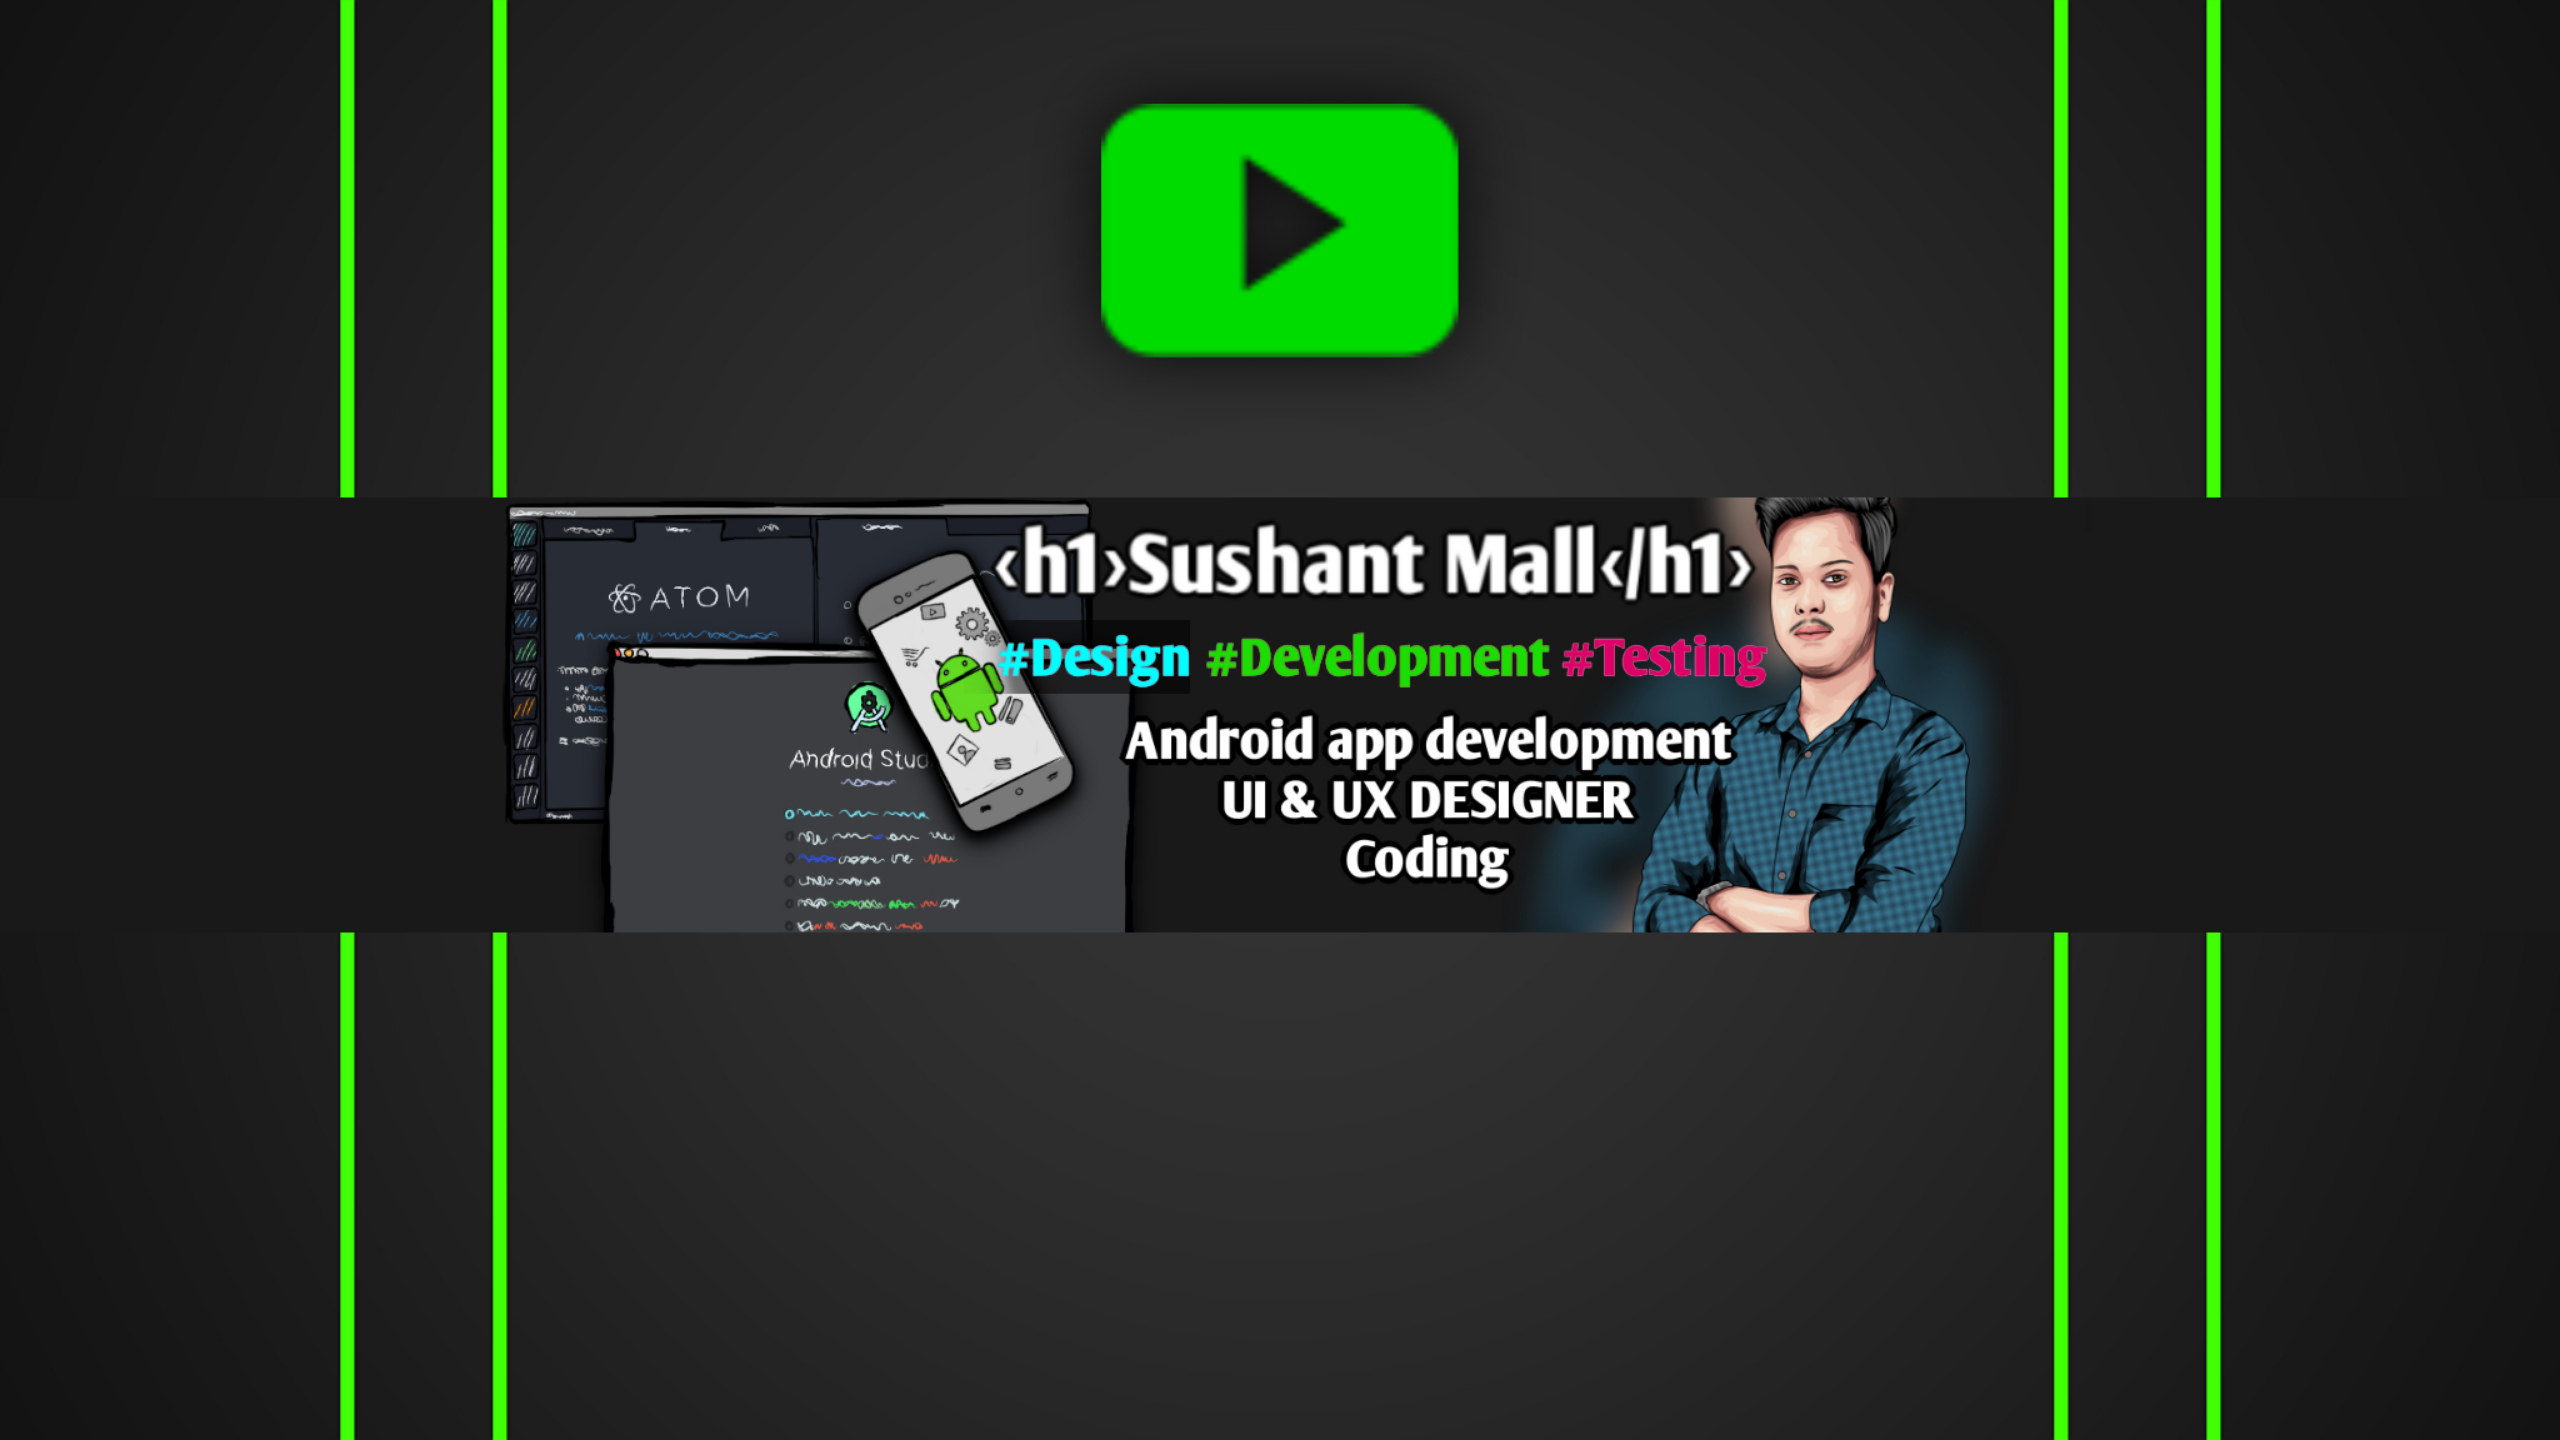 ‹h1›Sushant Mall‹/h1›
ATOM
#Design #Development #Testing
Android Stud
Android app development
UI & UX DESIGNER
Coding